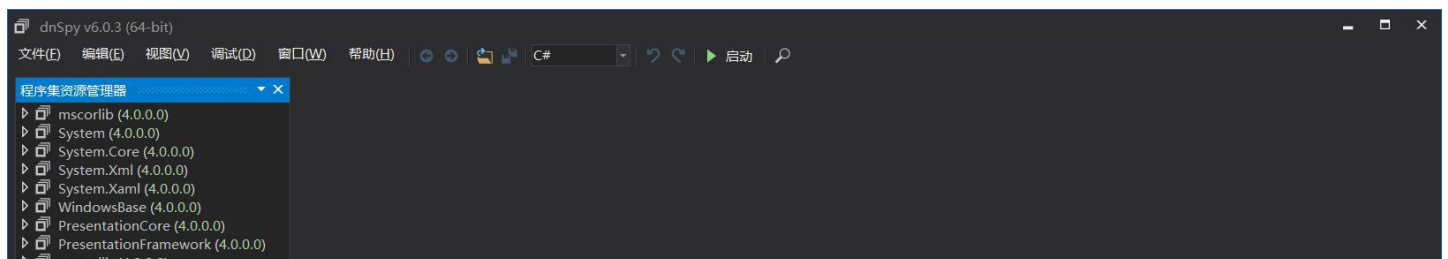 dnSpy v6.0.3 (64-bit)
文件(F) 编辑(E) 视图(V) 调试(D) 窗口(W) 帮助(H) C# 启动
程序集资源管理器
mscorlib (4.0.0.0)
System (4.0.0.0)
System.Core (4.0.0.0)
System.Xml (4.0.0.0)
System.Xaml (4.0.0.0)
WindowsBase (4.0.0.0)
PresentationCore (4.0.0.0)
PresentationFramework (4.0.0.0)